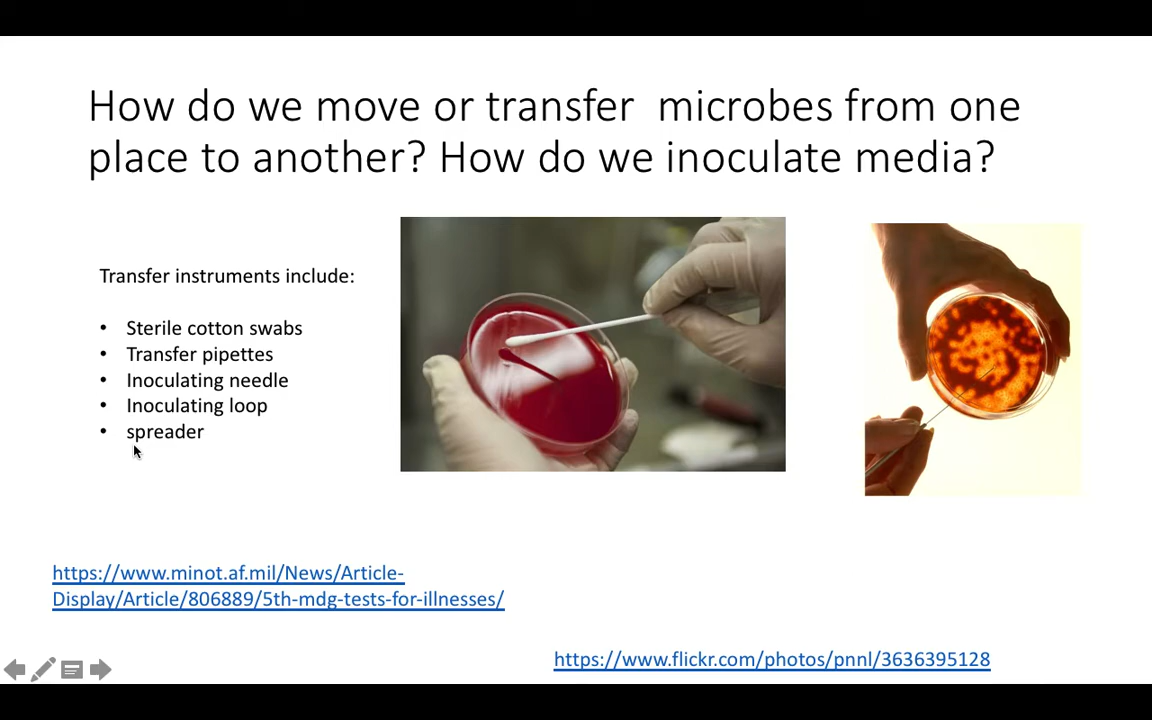 How do we move or transfer  microbes from one
place to another? How do we inoculate media?
Transfer instruments include:
• Sterile cotton swabs
• Transfer pipettes
• Inoculating needle
• Inoculating loop
• spreader
https://www.minot.af.mil/News/Article-
Display/Article/806889/5th-mdg-tests-for-illnesses/
https://www.flickr.com/photos/pnnl/3636395128